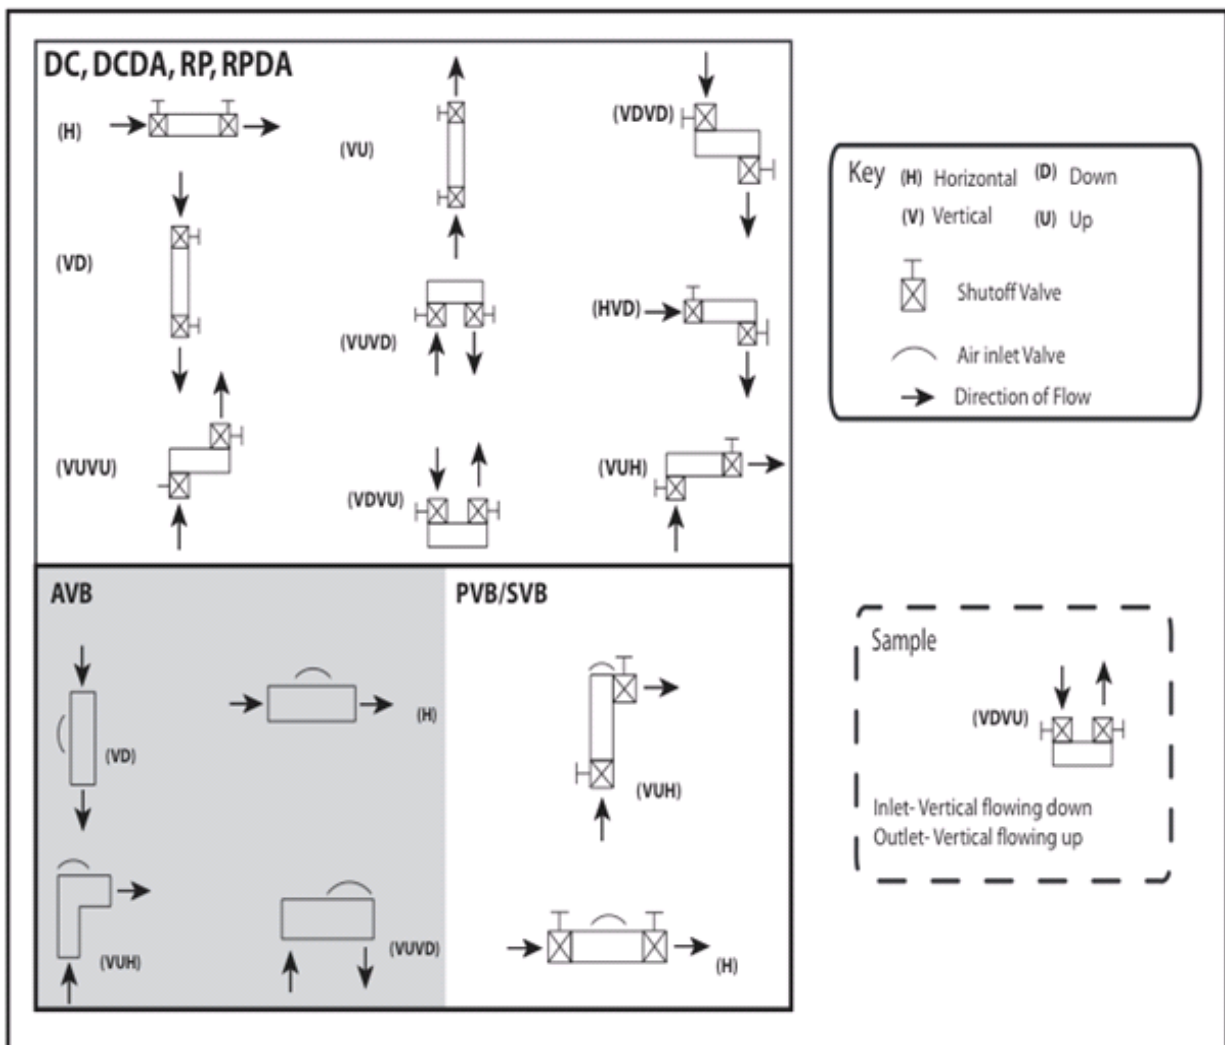 DC, DCDA, RP, RPDA
(H)
(VU)
(VDVD)
(VD)
(VUVD)
(HVD)
(VUVU)
(VDVU)
(VUH)
Key (H) Horizontal (D) Down
(V) Vertical (U) Up
Shutoff Valve
Air inlet Valve
Direction of Flow
AVB
(VD)
(H)
(VUH)
(VUVD)
PVB/SVB
(VUH)
(H)
Sample
(VDVU)
Inlet- Vertical flowing down
Outlet- Vertical flowing up